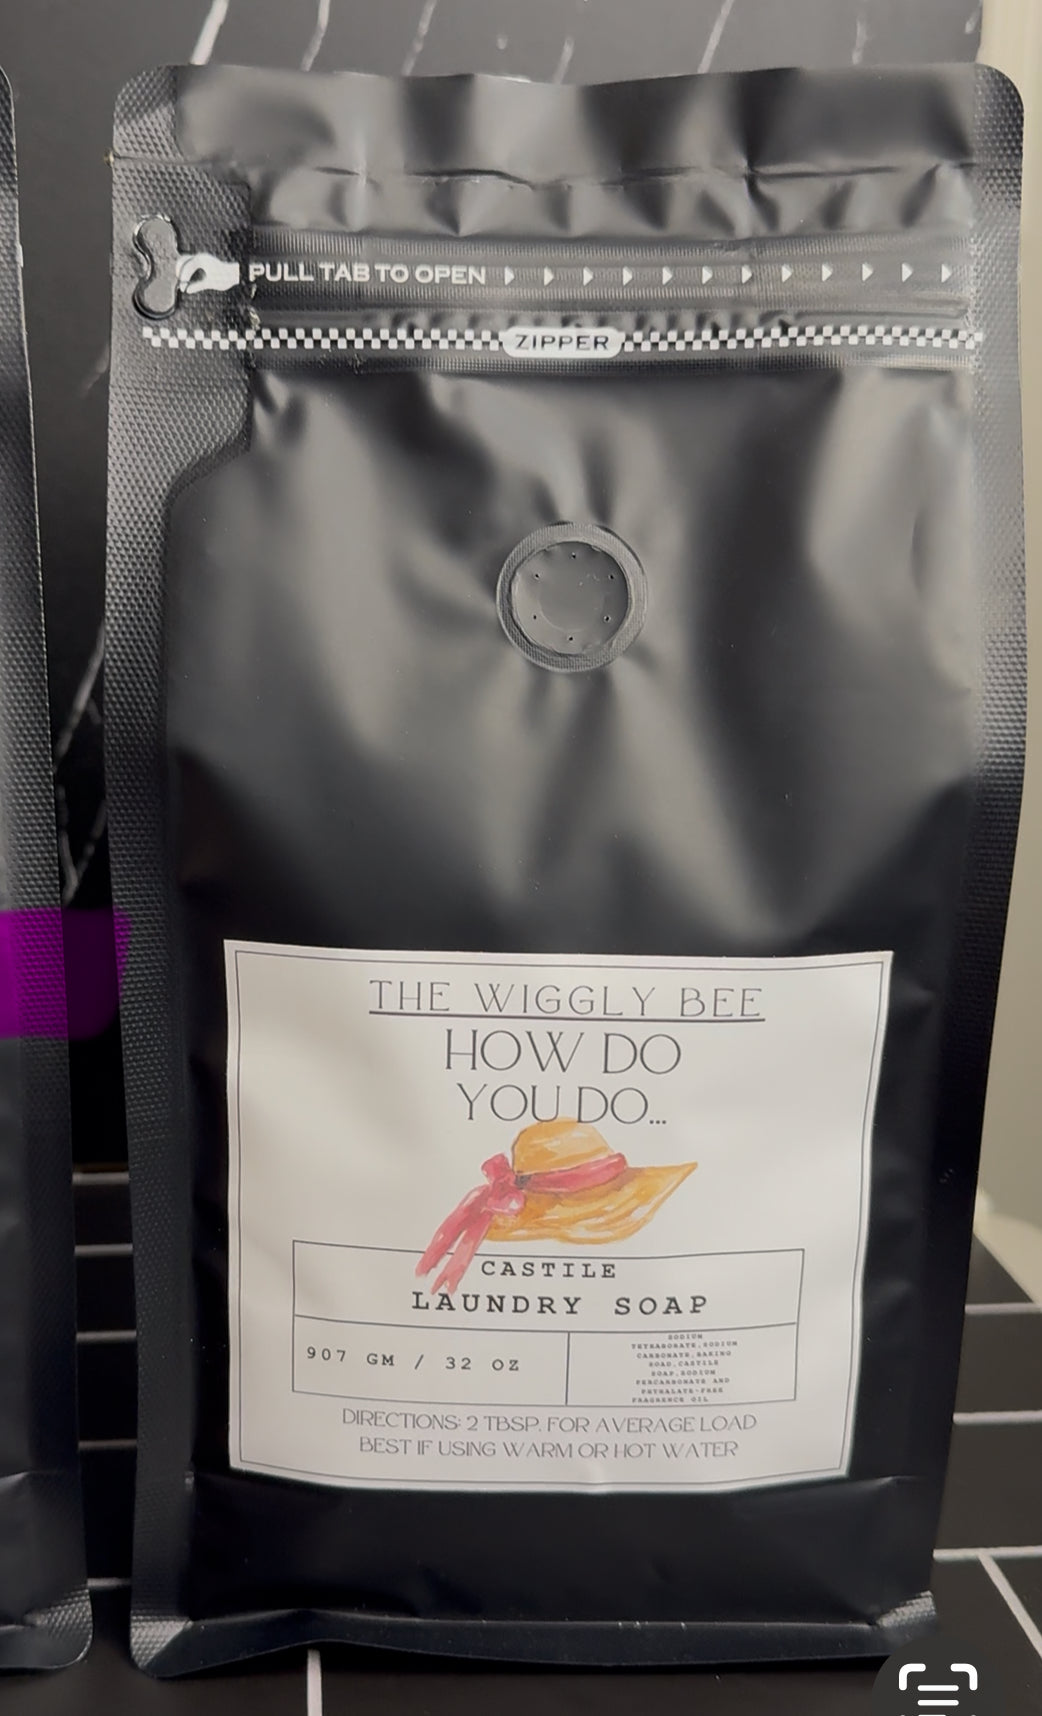 PULL TAB TO OPEN
ZIPPER
THE WIGGLY BEE
HOW DO
YOU DO...
CASTILE
LAUNDRY SOAP
907 GM / 32 OZ
SODIUM
TETRABORATE, SODIUM
CARBONATE, BAKING
SOAD, CASTILE
SOAP, SODIUM
PERCARBONATE AND
PHTHALATE-FREE
FRAGRENCE OIL
DIRECTIONS: 2 TBSP. FOR AVERAGE LOAD
BEST IF USING WARM OR HOT WATER